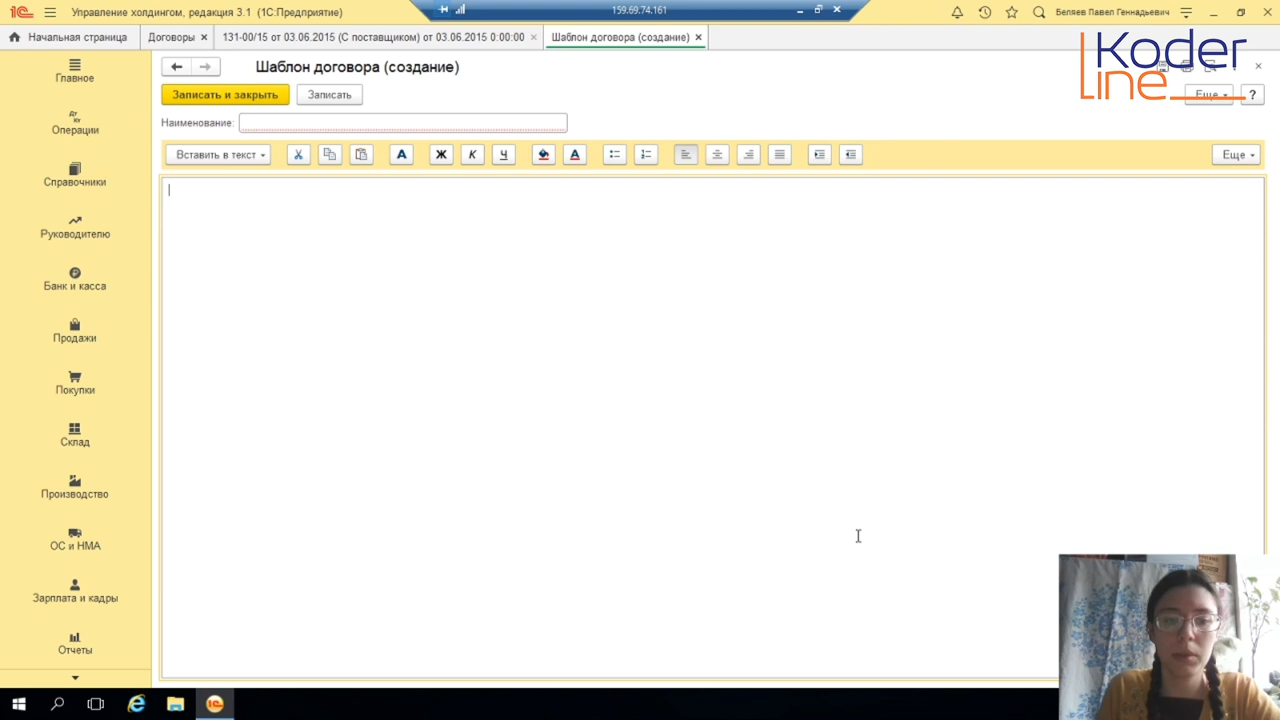 1С Управление холдингом, редакция 3.1 (1С:Предприятие)
159.69.74.161
Беляев Павел Геннадьевич
Начальная страница
Договоры
131-00/15 от 03.06.2015 (С поставщиком) от 03.06.2015 0:00:00
Шаблон договора (создание)
Koder
Line
Главное
Шаблон договора (создание)
Записать и закрыть
Записать
Еще
?
Наименование:
Вставить в текст
А
Ж
К
Ч
А
Еще
Дт
Кт
Операции
Справочники
Руководителю
Банк и касса
Продажи
Покупки
Склад
Производство
ОС и НМА
Зарплата и кадры
Отчеты